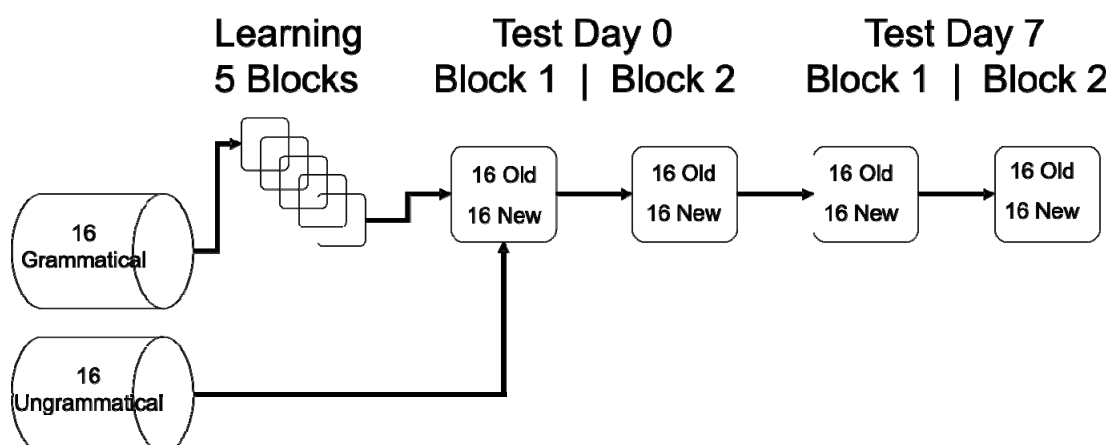 Learning
5 Blocks
Test Day 0
Block 1 | Block 2
Test Day 7
Block 1 | Block 2
16
Grammatical
16 Old
16 New
16 Old
16 New
16 Old
16 New
16 Old
16 New
16
Ungrammatical